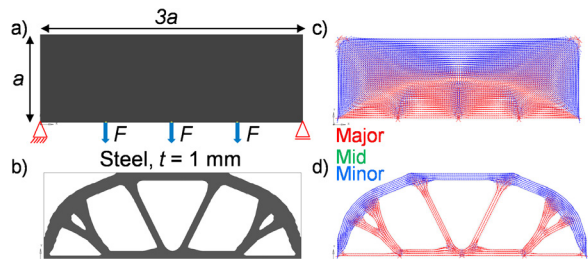 a)
3a
a
F
F
F
Steel, t = 1 mm
b)
c)
Major
Mid
Minor
d)